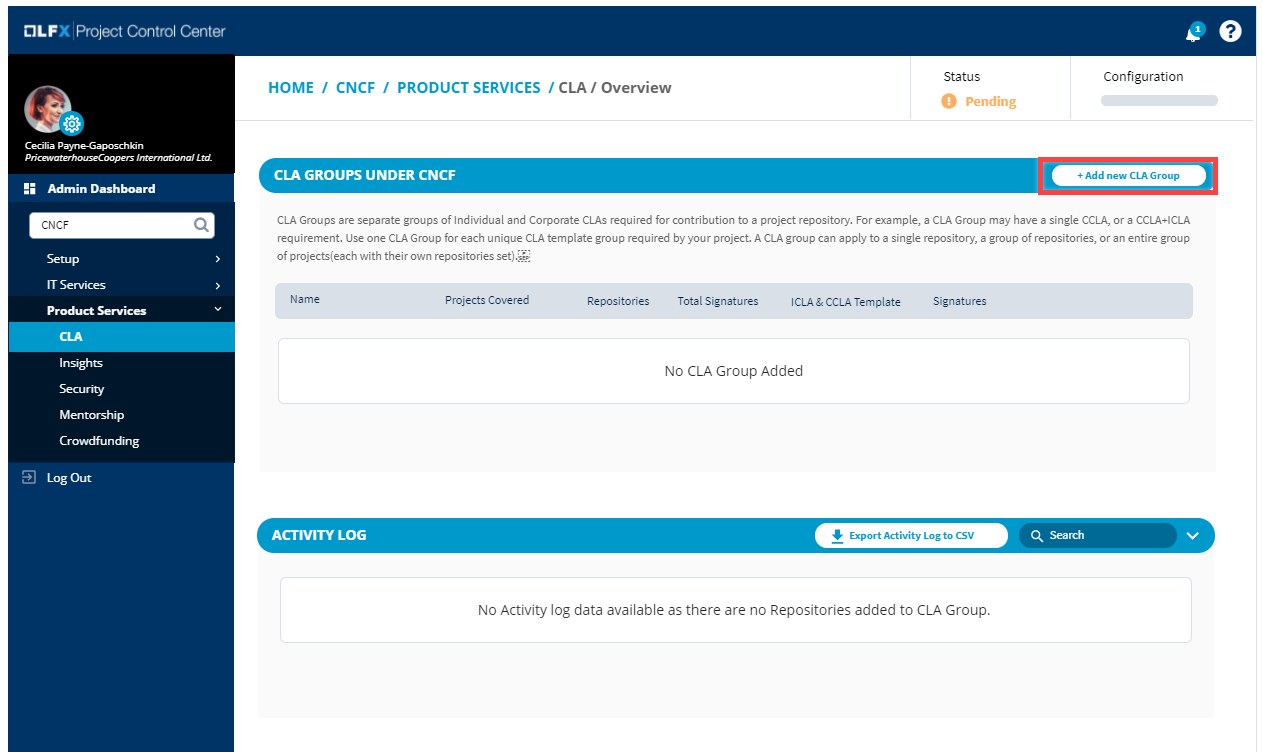 LFX Project Control Center
1
?
Cecilia Payne-Gaposchkin
PricewaterhouseCoopers International Ltd.
Admin Dashboard
CNCF
Setup
IT Services
Product Services
CLA
Insights
Security
Mentorship
Crowdfunding
Log Out
HOME / CNCF / PRODUCT SERVICES / CLA / Overview
Status
! Pending
Configuration
CLA GROUPS UNDER CNCF
+ Add new CLA Group
CLA Groups are separate groups of Individual and Corporate CLAs required for contribution to a project repository. For example, a CLA Group may have a single CCLA, or a CCLA+ICLA
requirement. Use one CLA Group for each unique CLA template group required by your project. A CLA group can apply to a single repository, a group of repositories, or an entire group
of projects(each with their own repositories set).
Name Projects Covered Repositories Total Signatures ICLA & CCLA Template Signatures
No CLA Group Added
ACTIVITY LOG
Export Activity Log to CSV
Search
No Activity log data available as there are no Repositories added to CLA Group.